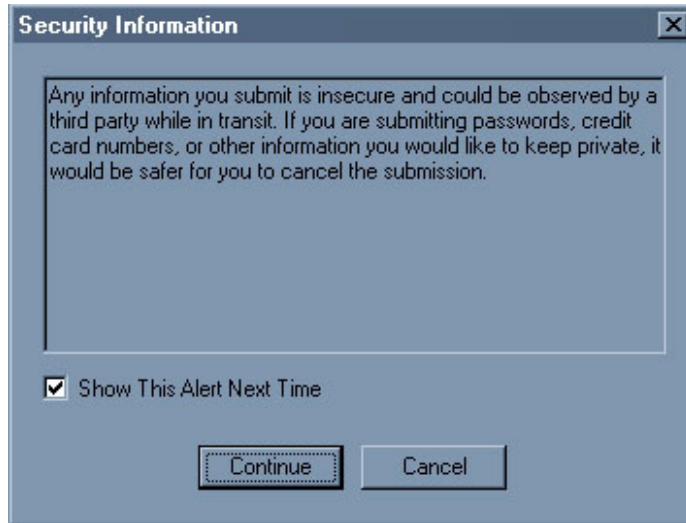 Security Information
Any information you submit is insecure and could be observed by a
third party while in transit. If you are submitting passwords, credit
card numbers, or other information you would like to keep private, it
would be safer for you to cancel the submission.
Show This Alert Next Time
Continue
Cancel